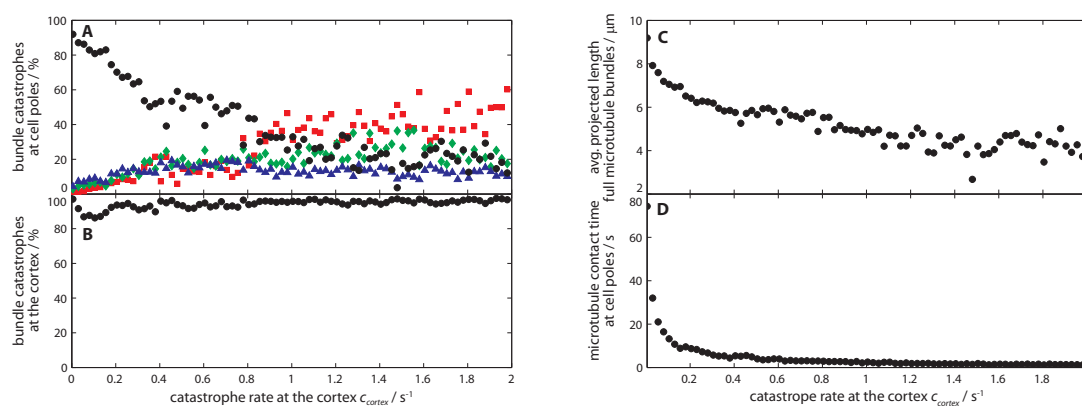 A
bundle catastrophes
at cell poles / %
100
80
60
40
20
0
B
bundle catastrophes
at the cortex / %
100
80
60
40
20
0
0 0.2 0.4 0.6 0.8 1 1.2 1.4 1.6 1.8 2
catastrophe rate at the cortex c_cortex / s⁻¹
C
avg. projected length
full microtubule bundles / μm
10
8
6
4
2
D
microtubule contact time
at cell poles / s
80
60
40
20
0
0.2 0.4 0.6 0.8 1 1.2 1.4 1.6 1.8
catastrope rate at the cortex c_cortex / s⁻¹